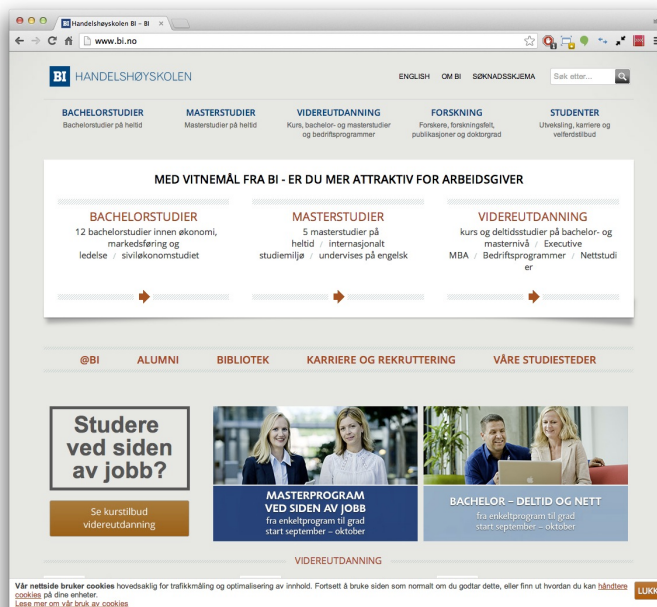 Handelshøyskolen BI – BI
www.bi.no
BI HANDELSHØYSKOLEN
ENGLISH OM BI SØKNADSSKJEMA Søk etter...
BACHELORSTUDIER
Bachelorstudier på heltid
MASTERSTUDIER
Masterstudier på heltid
VIDEREUTDANNING
Kurs, bachelor- og masterstudier
og bedriftsprogrammer
FORSKNING
Forskere, forskningsfelt,
publikasjoner og doktorgrad
STUDENTER
Utveksling, karriere og
velferdstilbud
MED VITNEMÅL FRA BI - ER DU MER ATTRAKTIV FOR ARBEIDSGIVER
BACHELORSTUDIER
12 bachelorstudier innen økonomi,
markedsføring og
ledelse / siviløkonomstudiet
MASTERSTUDIER
5 masterstudier på
heltid / internasjonalt
studiemiljø / undervises på engelsk
VIDEREUTDANNING
kurs og deltidsstudier på bachelor- og
masternivå / Executive
MBA / Bedriftsprogrammer / Nettstudi
er
@BI ALUMNI BIBLIOTEK KARRIERE OG REKRUTTERING VÅRE STUDIESTEDER
Studere
ved siden
av jobb?
Se kurstilbud
videreutdanning
MASTERPROGRAM
VED SIDEN AV JOBB
fra enkeltprogram til grad
start september – oktober
BACHELOR – DELTID OG NETT
fra enkeltprogram til grad
start september – oktober
VIDEREUTDANNING
Vår nettside bruker cookies hovedsaklig for trafikkmåling og optimalisering av innhold. Fortsett å bruke siden som normalt om du godtar dette, eller finn ut hvordan du kan håndtere
cookies på dine enheter.
Lese mer om vår bruk av cookies
LUKK